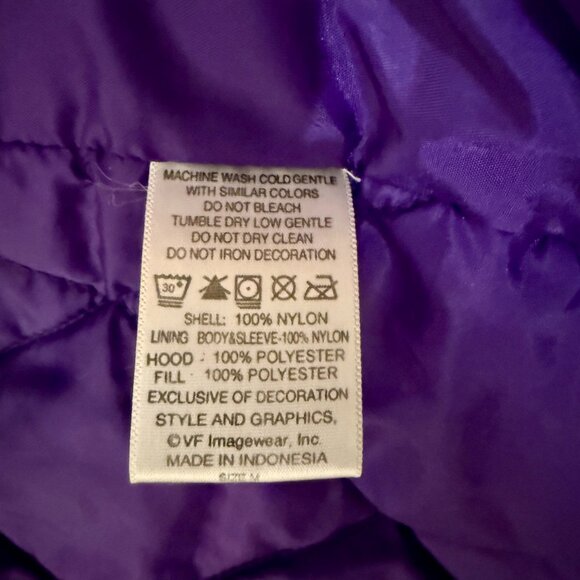 MACHINE WASH COLD GENTLE
WITH SIMILAR COLORS
DO NOT BLEACH
TUMBLE DRY LOW GENTLE
DO NOT DRY CLEAN
DO NOT IRON DECORATION
30°
SHELL: 100% NYLON
LINING BODY&SLEEVE-100% NYLON
HOOD : 100% POLYESTER
FILL : 100% POLYESTER
EXCLUSIVE OF DECORATION
STYLE AND GRAPHICS,
©VF Imagewear, Inc.
MADE IN INDONESIA
SIZE M